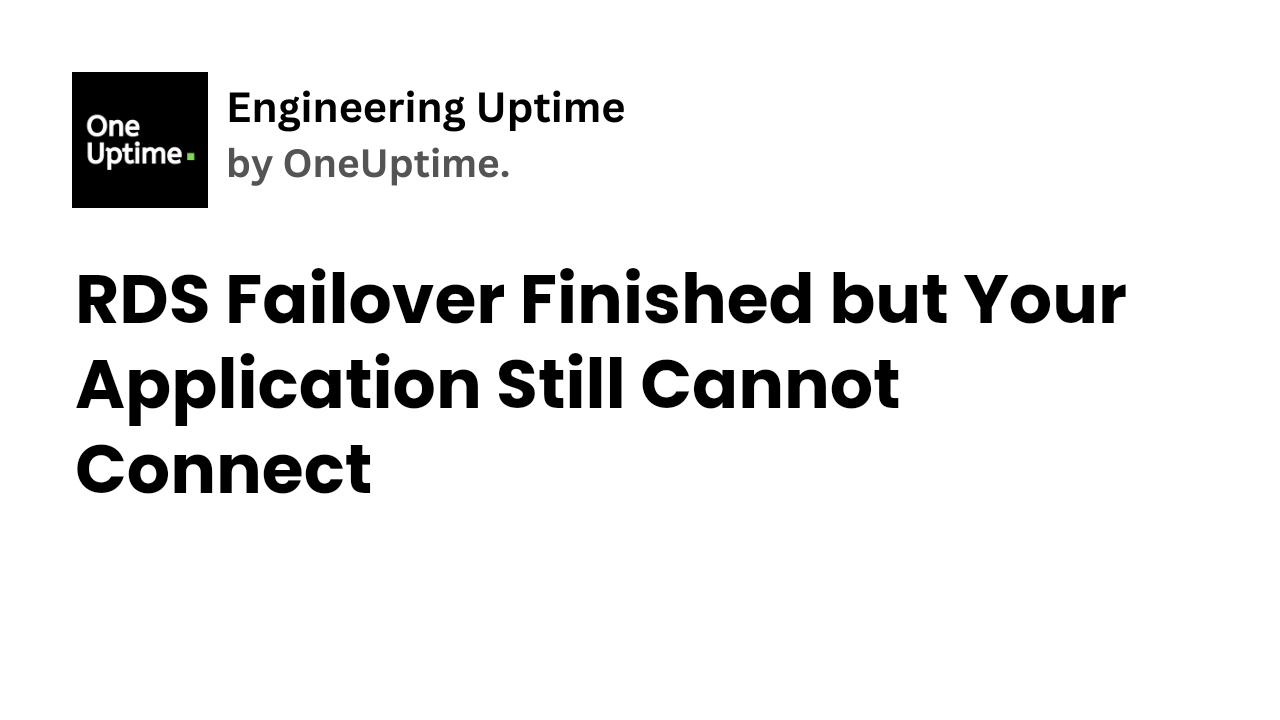 One
Uptime
Engineering Uptime
by OneUptime.
RDS Failover Finished but Your
Application Still Cannot
Connect